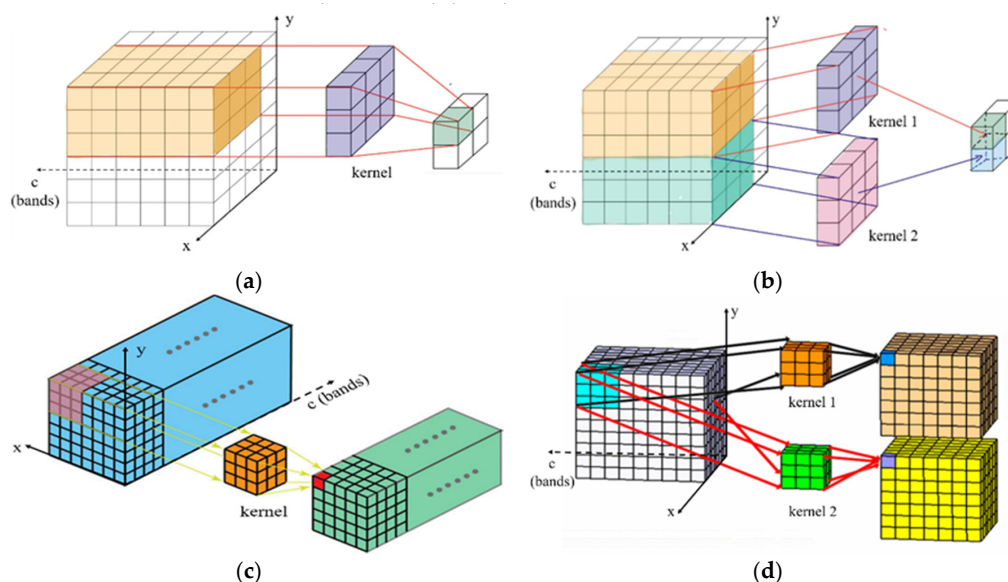 y
kernel
c
(bands)
x
(a)
y
kernel 1
c
(bands)
kernel 2
x
(b)
y
c (bands)
x
kernel
(c)
y
kernel 1
c
(bands)
kernel 2
x
(d)